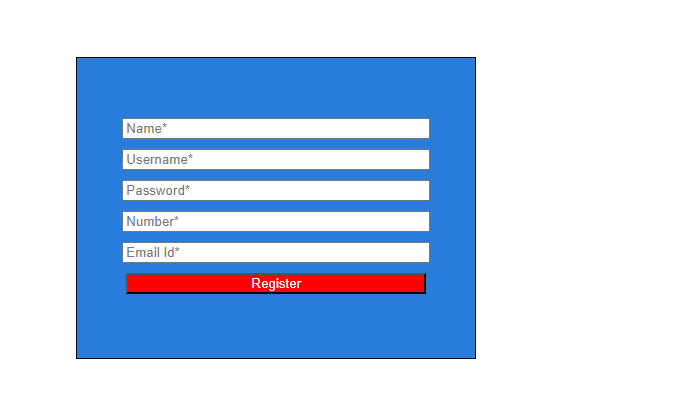 Name*
Username*
Password*
Number*
Email Id*
Register